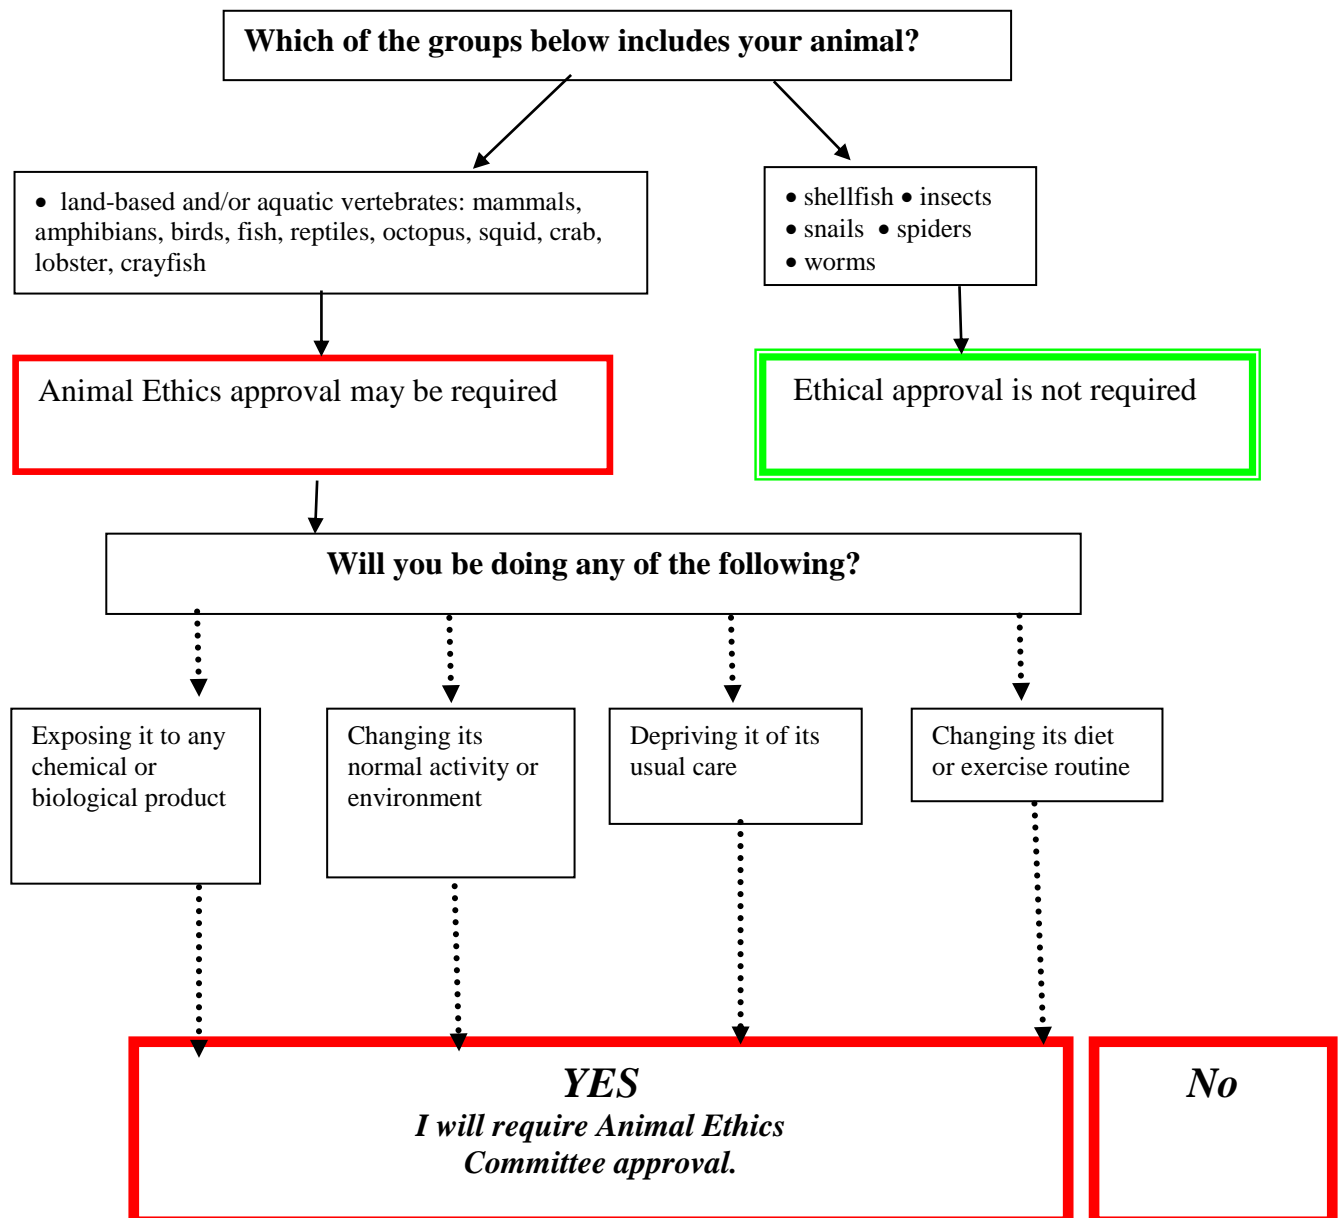 Which of the groups below includes your animal?
• land-based and/or aquatic vertebrates: mammals,
amphibians, birds, fish, reptiles, octopus, squid, crab,
lobster, crayfish
• shellfish • insects
• snails • spiders
• worms
Animal Ethics approval may be required
Ethical approval is not required
Will you be doing any of the following?
Exposing it to any
chemical or
biological product
Changing its
normal activity or
environment
Depriving it of its
usual care
Changing its diet
or exercise routine
YES
I will require Animal Ethics
Committee approval.
No